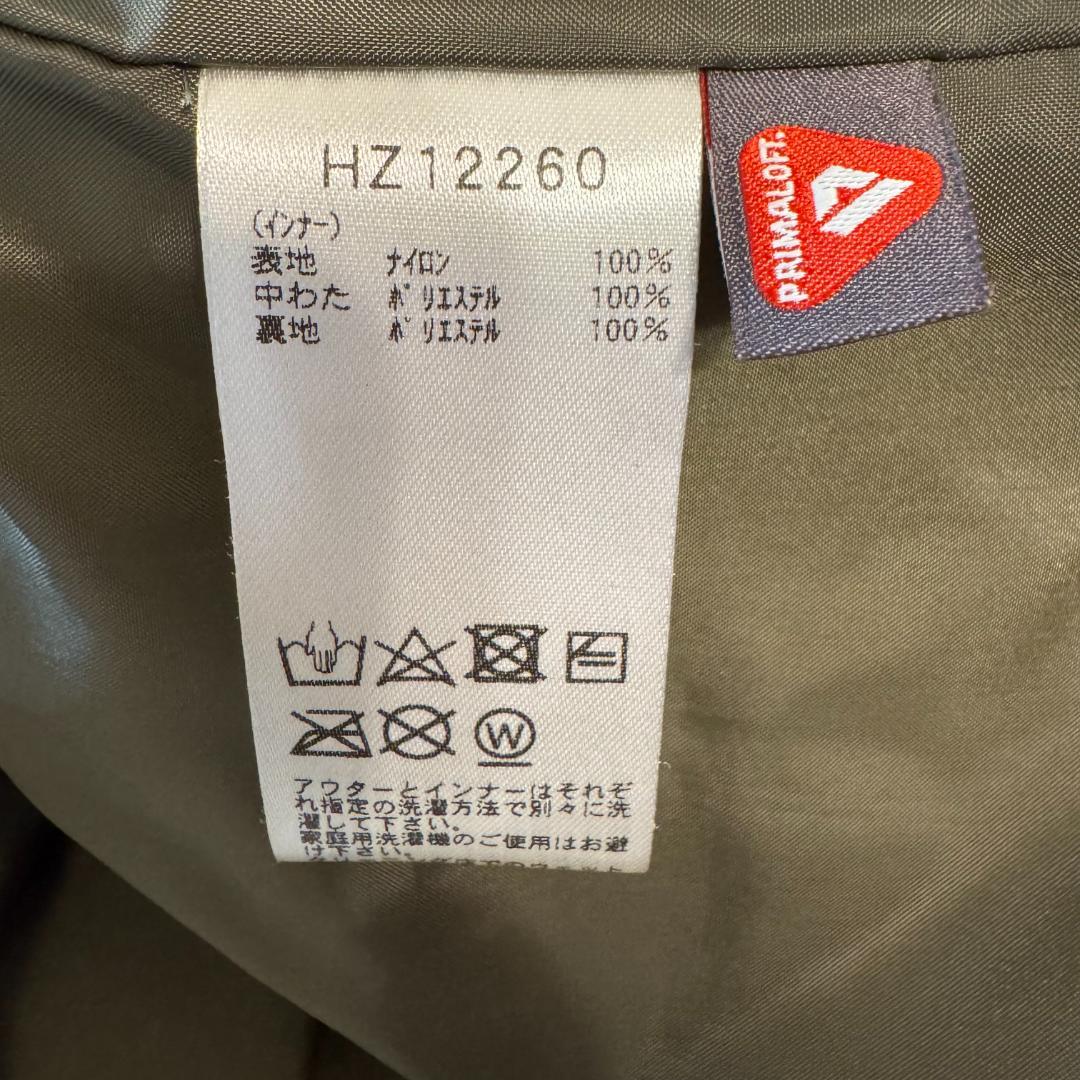 HZ12260
(インナー)
表地 ナイロン 100%
中わた ポリエステル 100%
裏地 ポリエステル 100%
PRIMALOFT.
W
アウターとインナーはそれぞ
れ指定の洗濯方法で別々に洗
濯して下さい。
家庭用洗濯機のご使用はお避
け下さい。